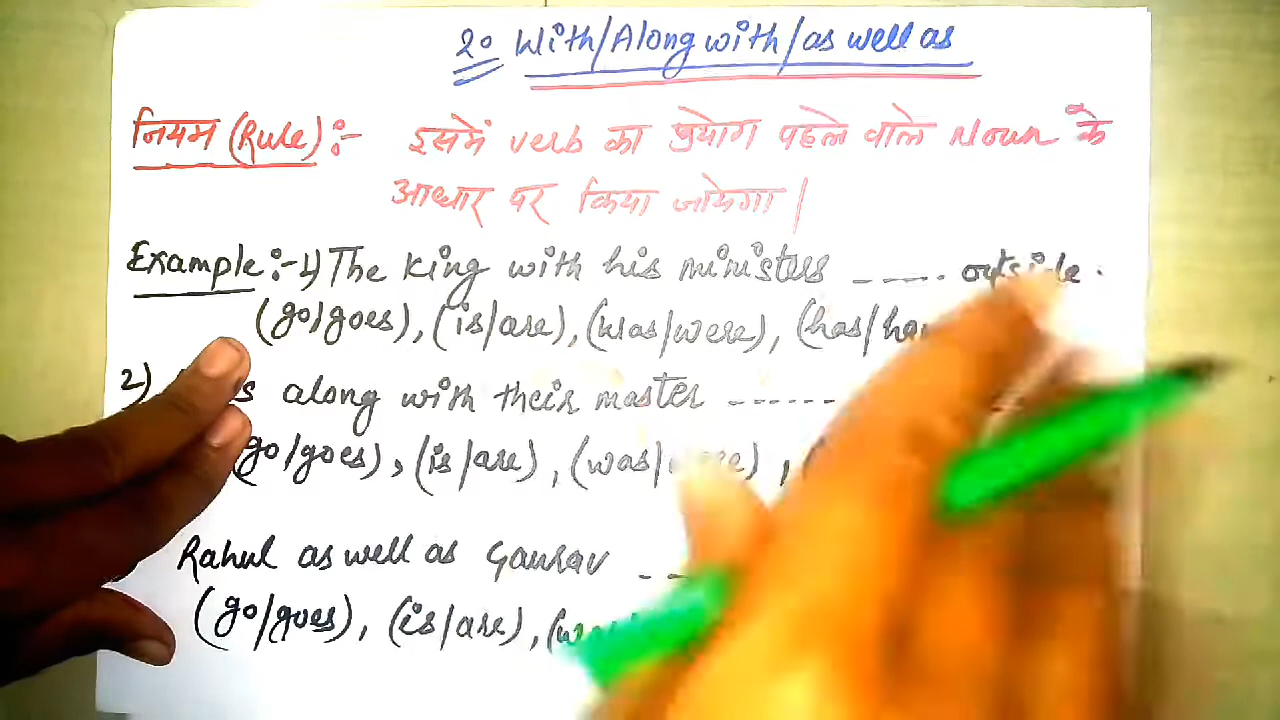 2. With/Along with/as well as
नियम (Rule):- इसमें verb का प्रयोग पहले वाले Noun के
आधार पर किया जायेगा |
Example:-1) The King with his ministers ----. outside.
(go/goes), (is/are), (was/were), (has/
2) along with their master -------
go/goes), (is/are), (was/
Rahul as well as Gaurav --
(go/goes), (is/are), (